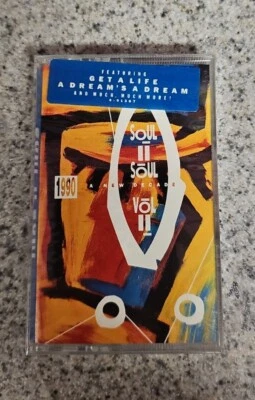 FEATURING
GET A LIFE
A DREAM'S A DREAM
AND MUCH, MUCH MORE!
SOUL
II
SOUL
1990
A NEW DECADE
VOL
II